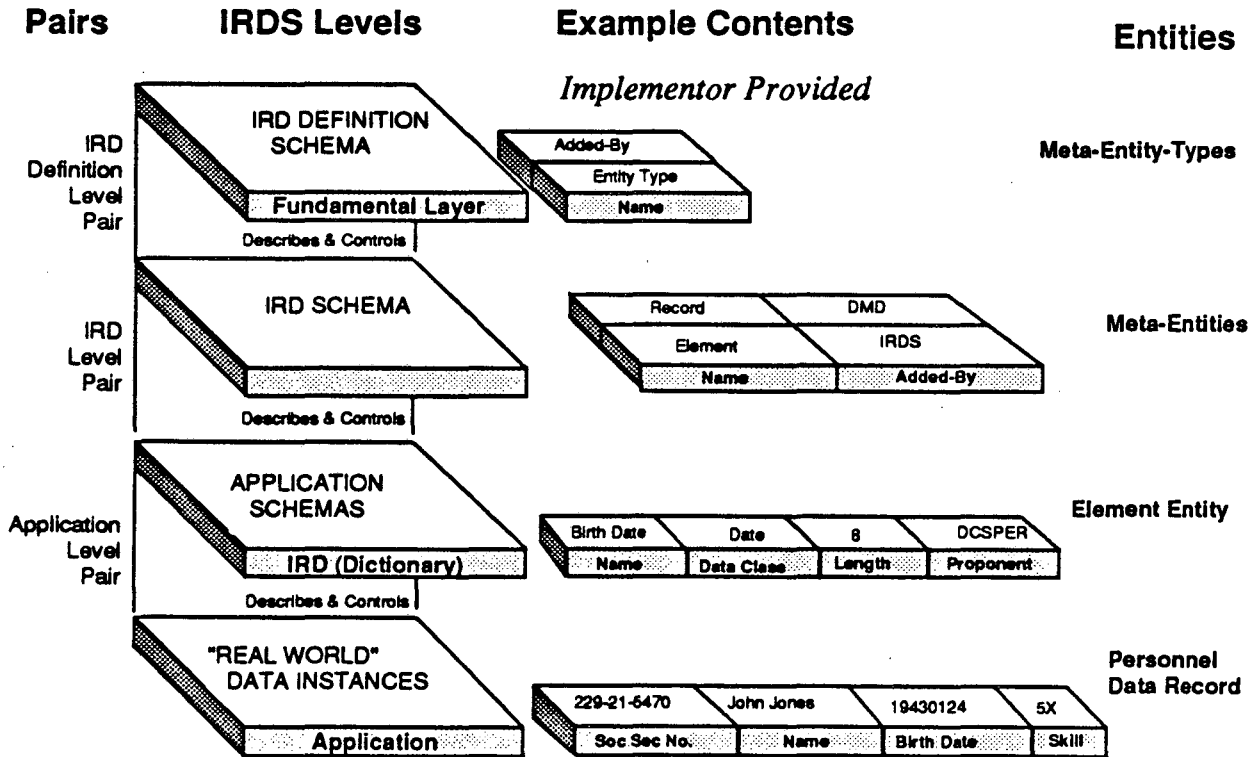 Pairs
IRDS Levels
Example Contents
Entities
Implementor Provided
IRD
Definition
Level
Pair
IRD DEFINITION
SCHEMA
Fundamental Layer
Added-By
Entity Type
Name
Meta-Entity-Types
Describes & Controls
IRD
Level
Pair
IRD SCHEMA
Record
DMD
Element
IRDS
Name
Added-By
Meta-Entities
Describes & Controls
Application
Level
Pair
APPLICATION
SCHEMAS
IRD (Dictionary)
Birth Date
Date
8
DCSPER
Name
Data Class
Length
Proponent
Element Entity
Describes & Controls
"REAL WORLD"
DATA INSTANCES
Application
229-21-5470
John Jones
19430124
5X
Soc Sec No.
Name
Birth Date
Skill
Personnel
Data Record